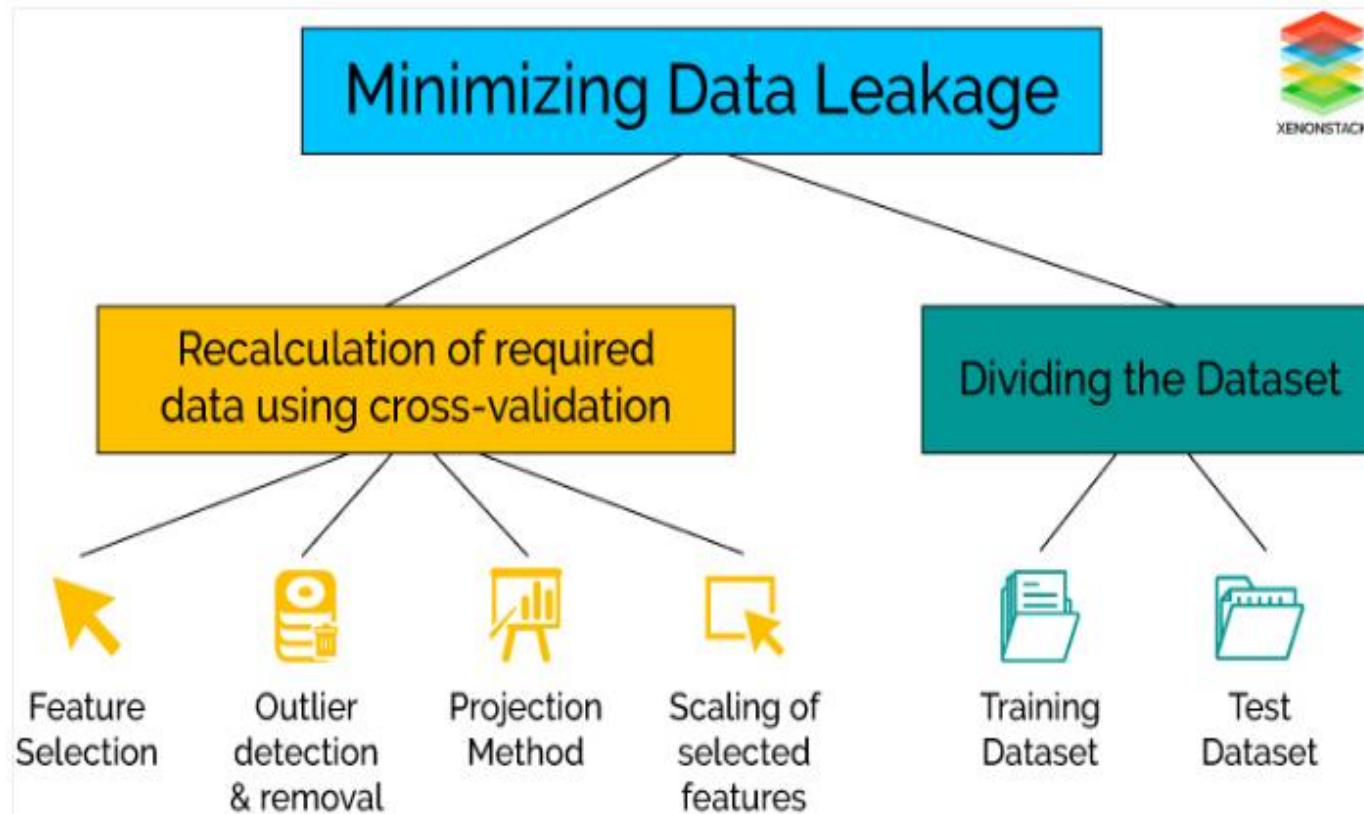 Minimizing Data Leakage
XENONSTACK
Recalculation of required
data using cross-validation
Dividing the Dataset
Feature
Selection
Outlier
detection
& removal
Projection
Method
Scaling of
selected
features
Training
Dataset
Test
Dataset